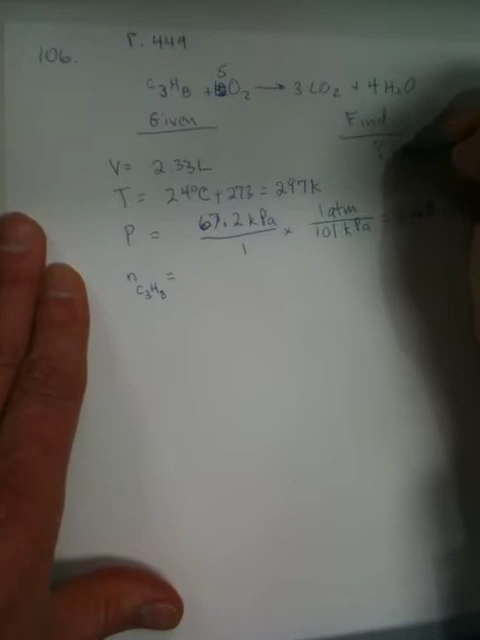 P. 449
106.
C₃H₈ + 5O₂ → 3CO₂ + 4H₂O
Given Find
V = 2.33L ?
T = 24°C + 273 = 297K
P = 67.2 kPa/1 × 1atm/101kPa =
n C₃H₈ =